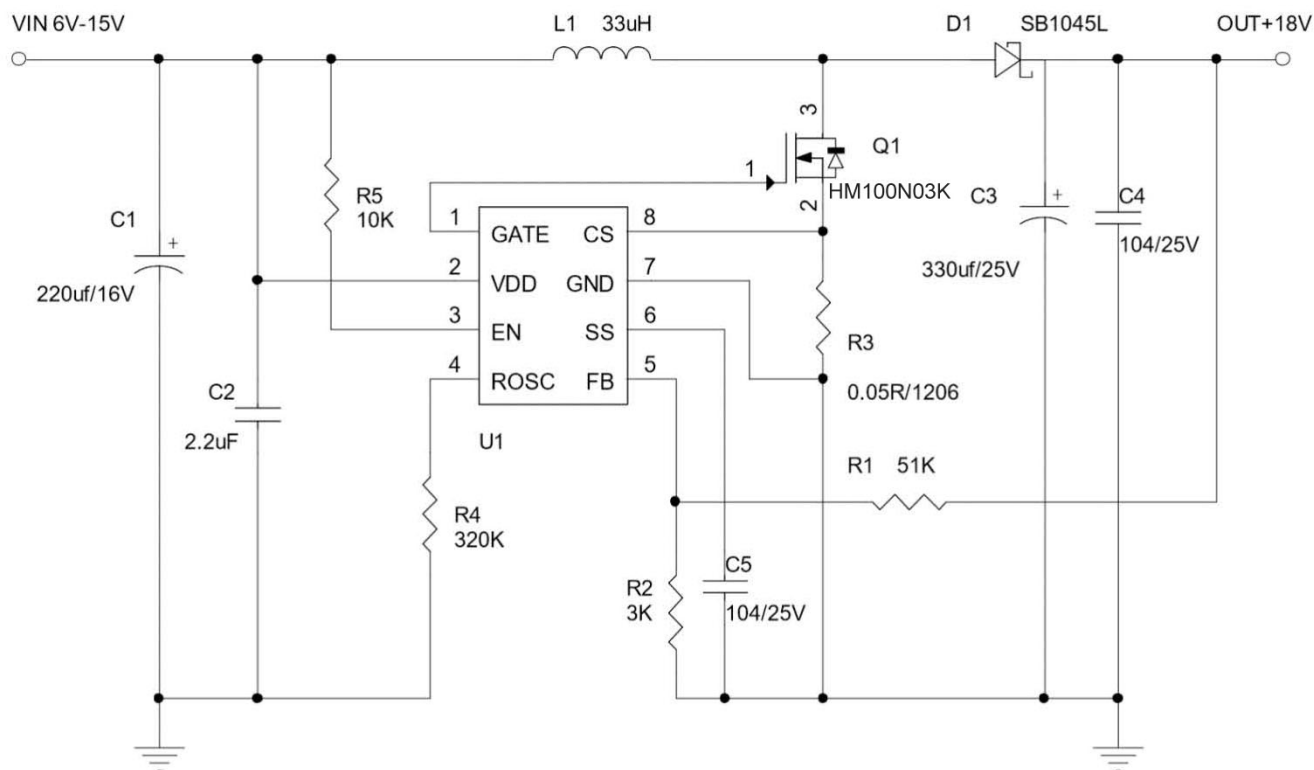 VIN 6V-15V
L1 33uH
D1 SB1045L
OUT+18V
3
Q1
1
HM100N03K
2
R5
10K
C1
+
220uf/16V
1
GATE
CS
8
2
VDD
GND
7
3
EN
SS
6
4
ROSC
FB
5
U1
C3
+
330uf/25V
C4
104/25V
R3
0.05R/1206
C2
2.2uF
R1 51K
R4
320K
R2
3K
C5
104/25V